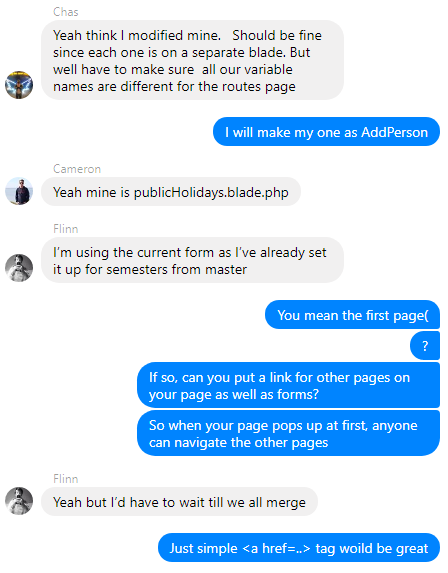 Chas
Yeah think I modified mine.   Should be fine
since each one is on a separate blade. But
well have to make sure  all our variable
names are different for the routes page
I will make my one as AddPerson
Cameron
Yeah mine is publicHolidays.blade.php
Flinn
I'm using the current form as I've already set
it up for semesters from master
You mean the first page(
?
If so, can you put a link for other pages on
your page as well as forms?
So when your page pops up at first, anyone
can navigate the other pages
Flinn
Yeah but I'd have to wait till we all merge
Just simple <a href=..> tag woild be great